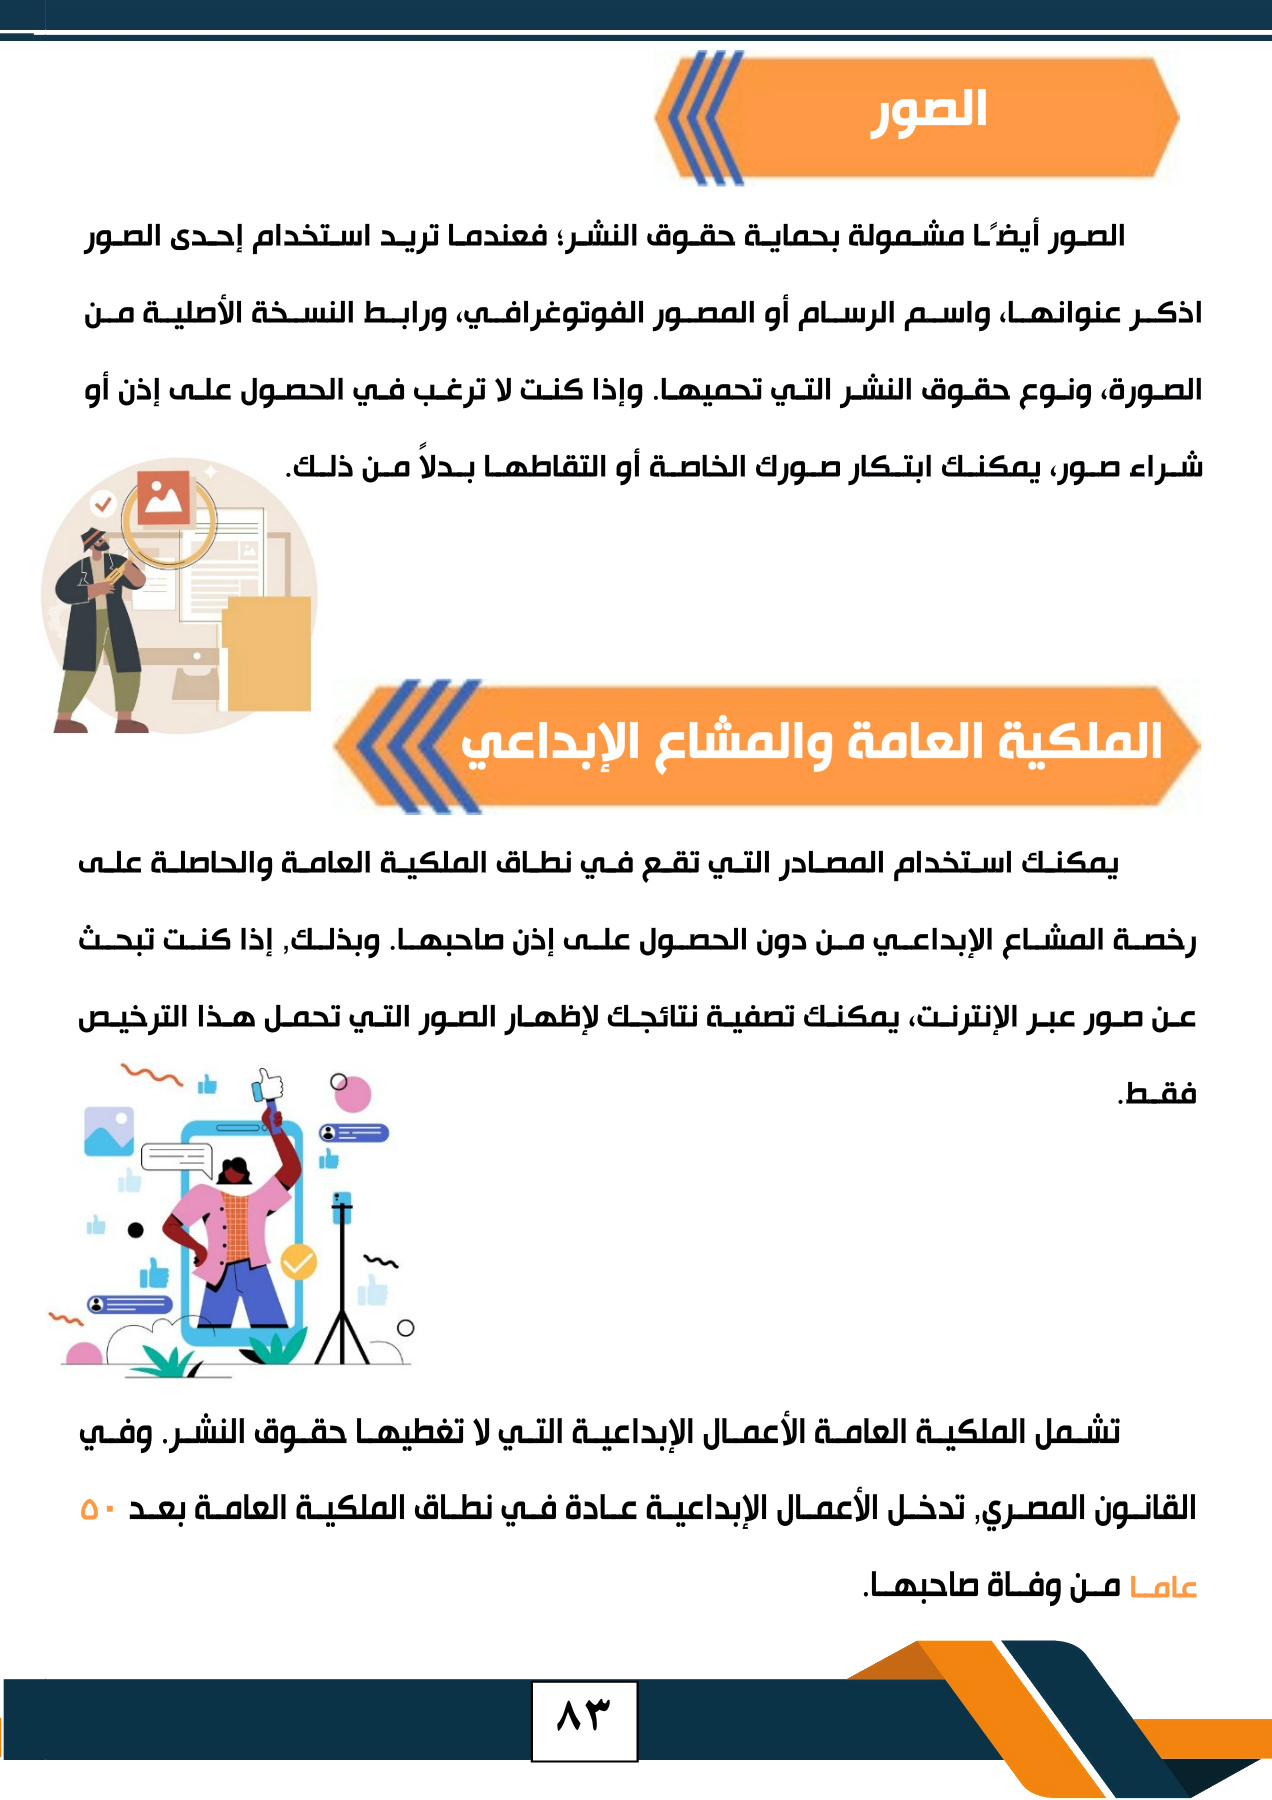 الصور
الصور أيضًا مشمولة بحماية حقوق النشر؛ فعندما تريد استخدام إحدى الصور
اذكر عنوانها، واسم الرسام أو المصور الفوتوغرافي، ورابط النسخة الأصلية من
الصورة، ونوع حقوق النشر التي تحميها. وإذا كنت لا ترغب في الحصول على إذن أو
شراء صور، يمكنك ابتكار صورك الخاصة أو التقاطها بدلاً من ذلك.
الملكية العامة والمشاع الإبداعي
يمكنك استخدام المصادر التي تقع في نطاق الملكية العامة والحاصلة على
رخصة المشاع الإبداعي من دون الحصول على إذن صاحبها. وبذلك, إذا كنت تبحث
عن صور عبر الإنترنت، يمكنك تصفية نتائجك لإظهار الصور التي تحمل هذا الترخيص
فقط.
تشمل الملكية العامة الأعمال الإبداعية التي لا تغطيها حقوق النشر. وفي
القانون المصري, تدخل الأعمال الإبداعية عادة في نطاق الملكية العامة بعد ٥٠
عاما من وفاة صاحبها.
٨٣